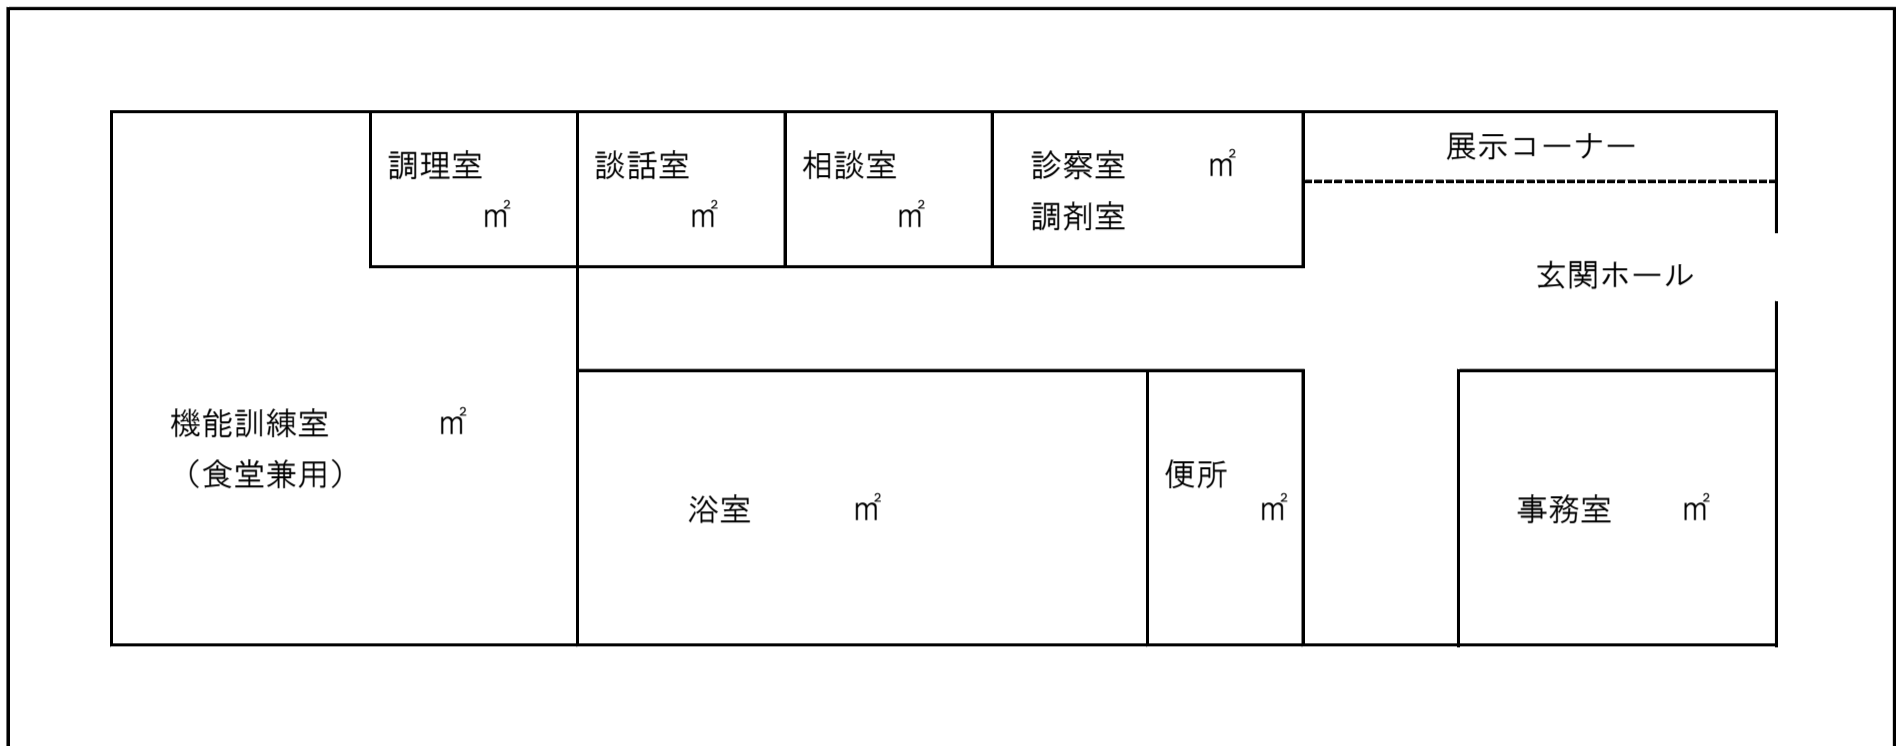 調理室
㎡
談話室
㎡
相談室
㎡
診察室 ㎡
調剤室
展示コーナー
玄関ホール
機能訓練室 ㎡
（食堂兼用）
浴室 ㎡
便所
㎡
事務室 ㎡